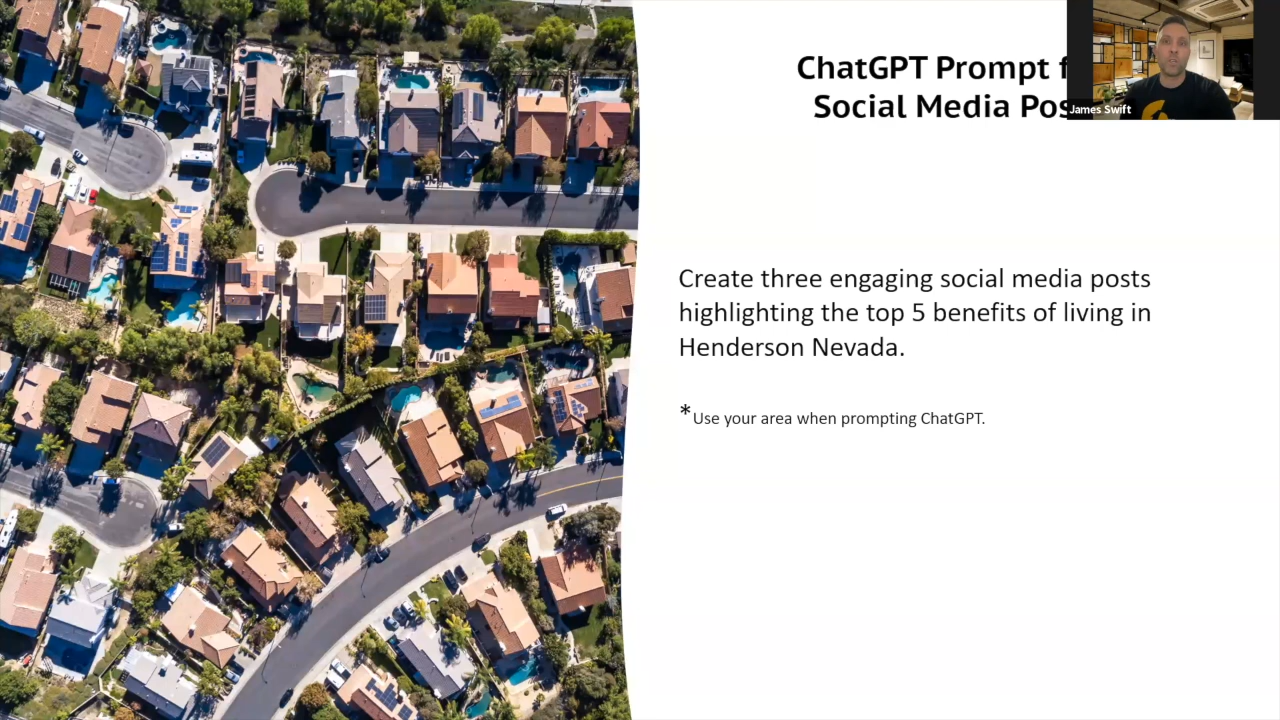 ChatGPT Prompt
Social Media
James Swift
Create three engaging social media posts
highlighting the top 5 benefits of living in
Henderson Nevada.
*Use your area when prompting ChatGPT.